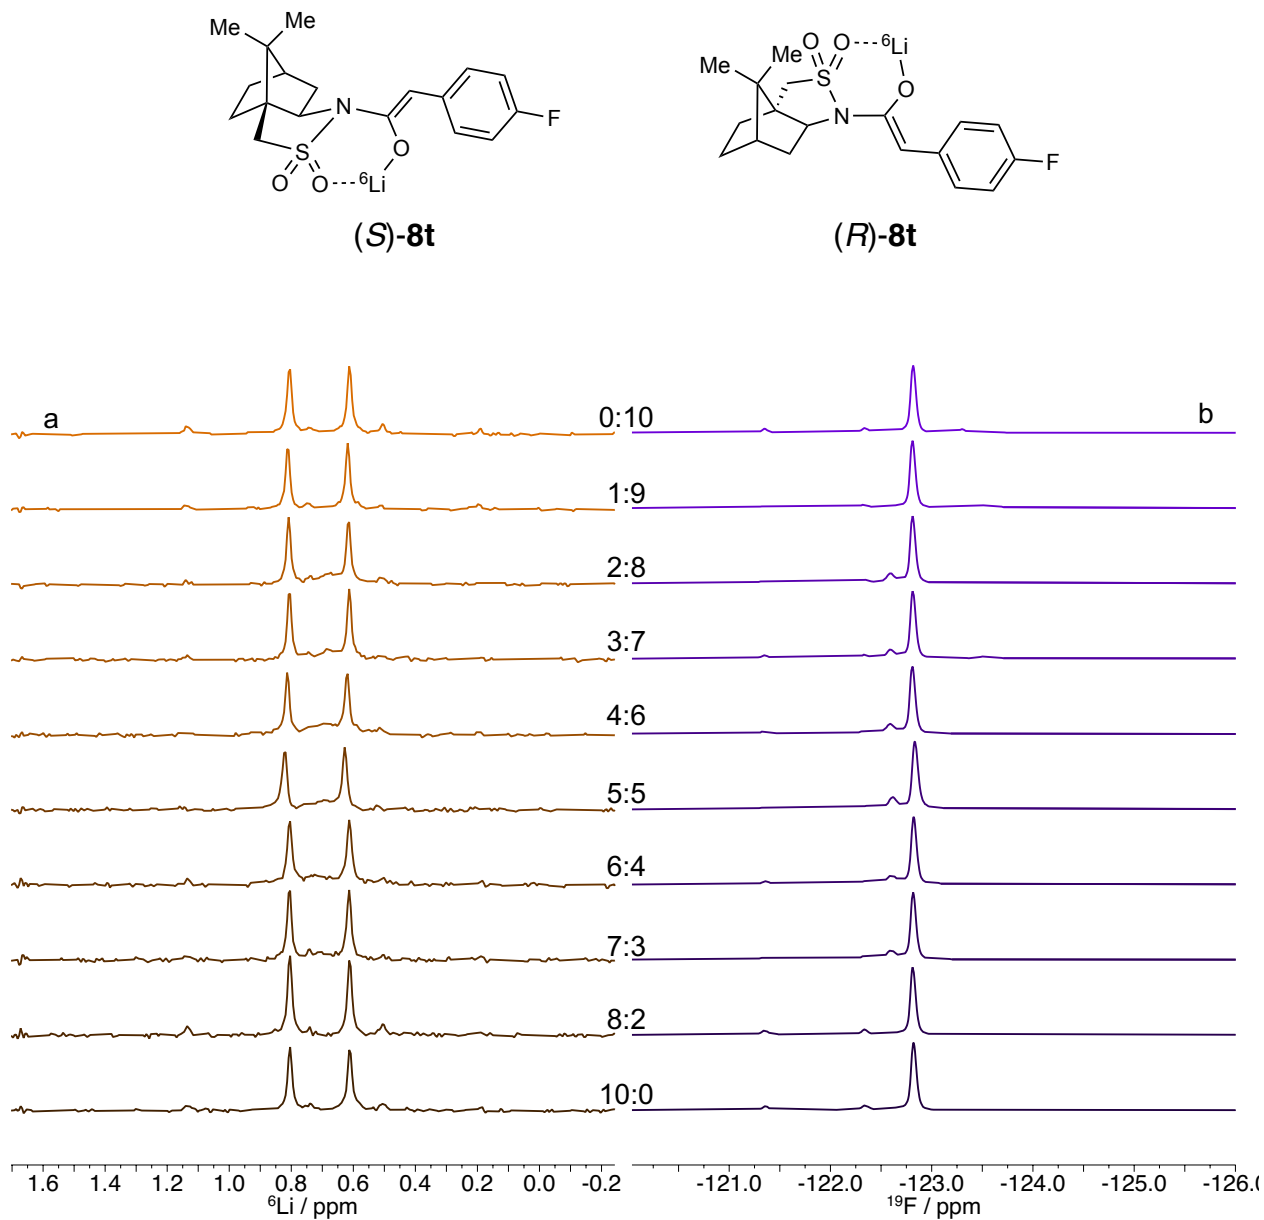 Me Me
N
F
S
O
O O ---⁶Li
(S)-8t
O O ---⁶Li
Me Me
S
O
N
F
(R)-8t
a
b
0:10
1:9
2:8
3:7
4:6
5:5
6:4
7:3
8:2
10:0
1.6 1.4 1.2 1.0 0.8 0.6 0.4 0.2 0.0 -0.2
⁶Li / ppm
-121.0 -122.0 -123.0 -124.0 -125.0 -126.0
¹⁹F / ppm